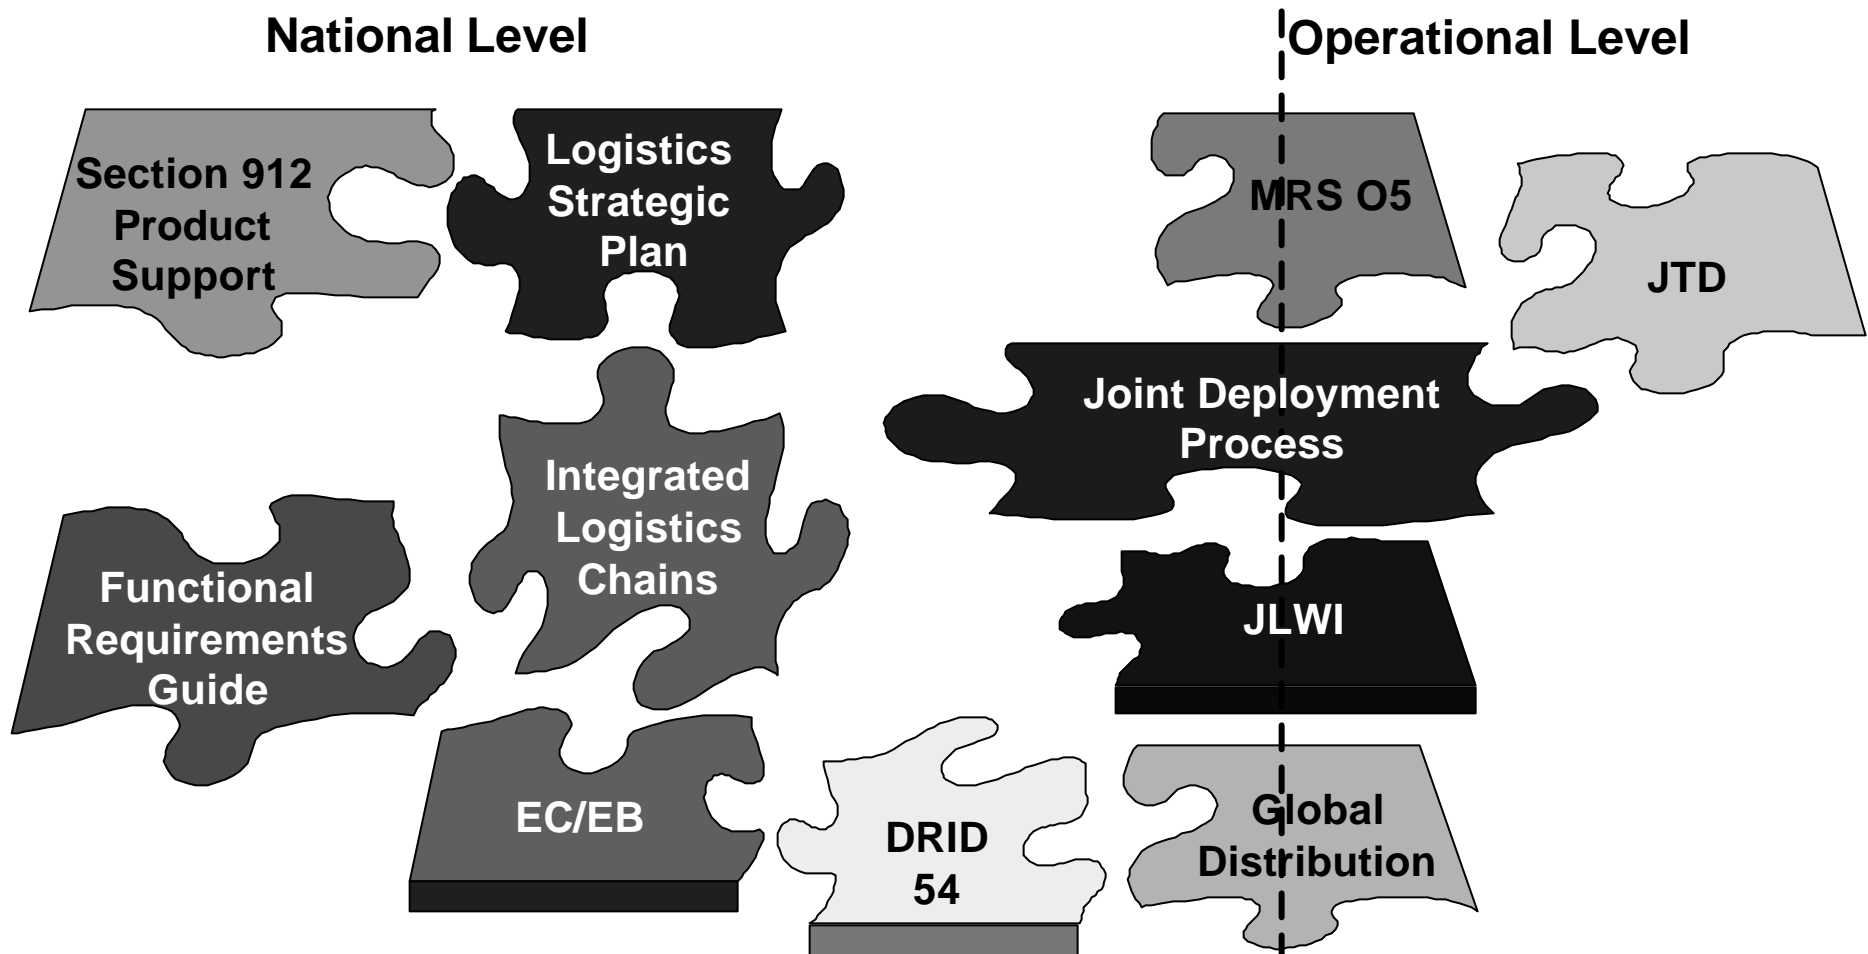 National Level
Operational Level
Section 912
Product
Support
Logistics
Strategic
Plan
MRS O5
JTD
Joint Deployment
Process
Integrated
Logistics
Chains
Functional
Requirements
Guide
JLWI
EC/EB
DRID
54
Global
Distribution